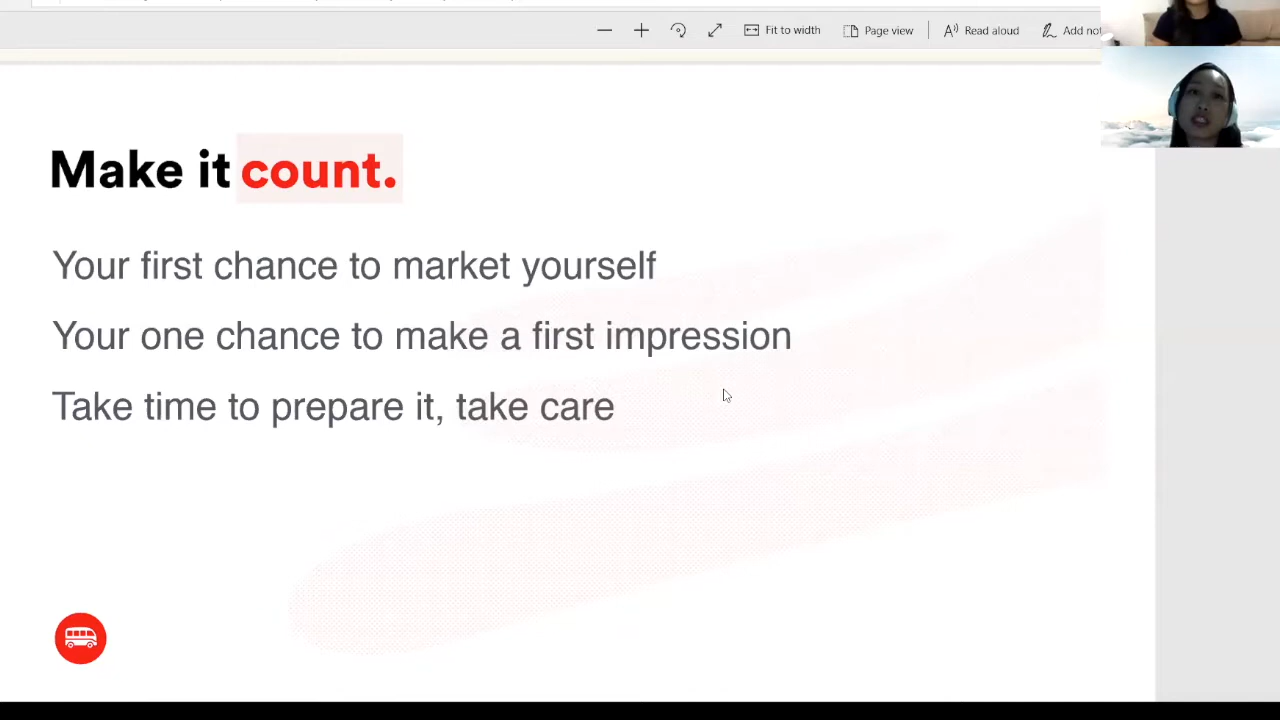 Fit to width
Page view
Read aloud
Add not
Make it count.
Your first chance to market yourself
Your one chance to make a first impression
Take time to prepare it, take care